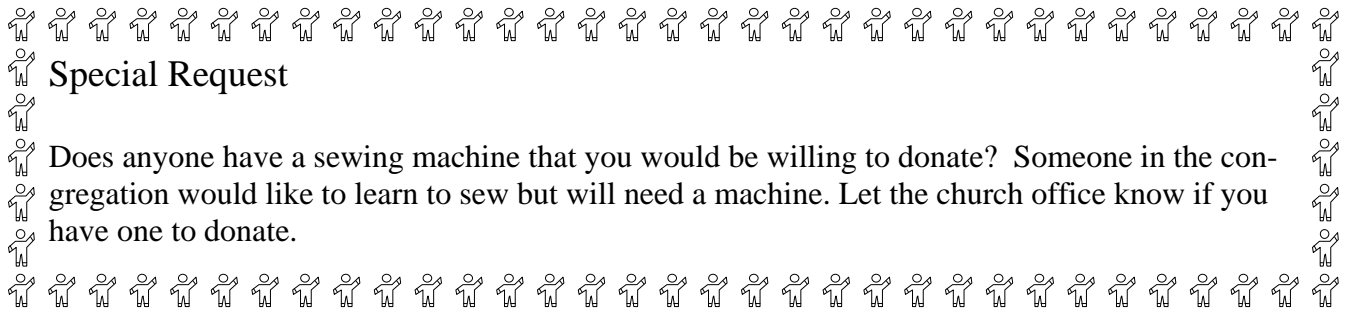 Special Request
Does anyone have a sewing machine that you would be willing to donate?  Someone in the con-
gregation would like to learn to sew but will need a machine. Let the church office know if you
have one to donate.